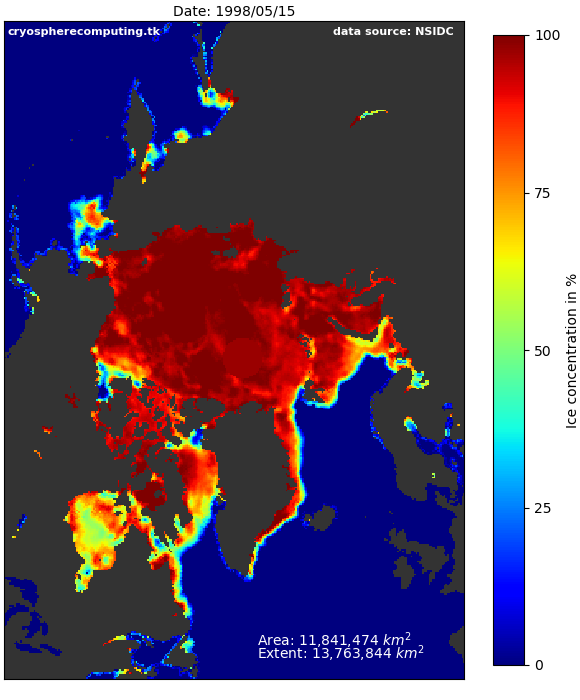 Date: 1998/05/15
cryospherecomputing.tk data source: NSIDC
100
75
50
25
0
Ice concentration in %
Area: 11,841,474 km²
Extent: 13,763,844 km²